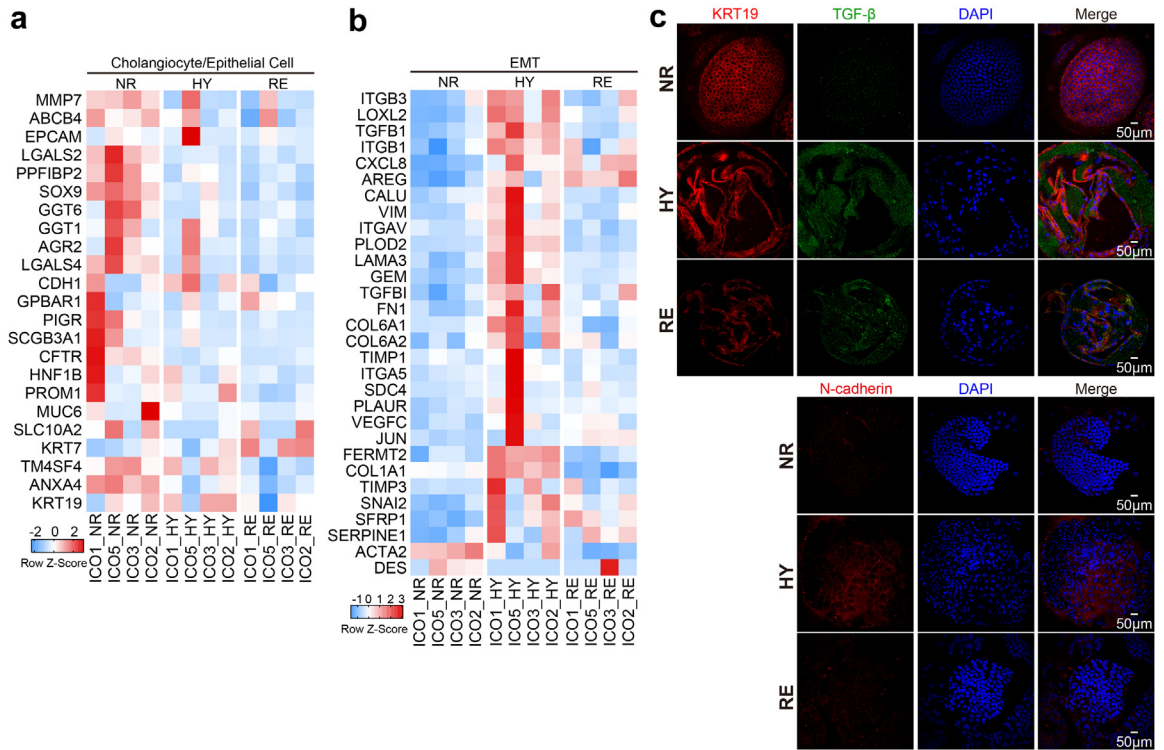 a
Cholangiocyte/Epithelial Cell
NR HY RE
MMP7
ABCB4
EPCAM
LGALS2
PPFIBP2
SOX9
GGT6
GGT1
AGR2
LGALS4
CDH1
GPBAR1
PIGR
SCGB3A1
CFTR
HNF1B
PROM1
MUC6
SLC10A2
KRT7
TM4SF4
ANXA4
KRT19
ICO1_NR
ICO5_NR
ICO3_NR
ICO2_NR
ICO1_HY
ICO5_HY
ICO3_HY
ICO2_HY
ICO1_RE
ICO5_RE
ICO3_RE
ICO2_RE
-2 0 2
Row Z-Score
b
EMT
NR HY RE
ITGB3
LOXL2
TGFB1
ITGB1
CXCL8
AREG
CALU
VIM
ITGAV
PLOD2
LAMA3
GEM
TGFBI
FN1
COL6A1
COL6A2
TIMP1
ITGA5
SDC4
PLAUR
VEGFC
JUN
FERMT2
COL1A1
TIMP3
SNAI2
SFRP1
SERPINE1
ACTA2
DES
ICO1_NR
ICO5_NR
ICO3_NR
ICO2_NR
ICO1_HY
ICO5_HY
ICO3_HY
ICO2_HY
ICO1_RE
ICO5_RE
ICO3_RE
ICO2_RE
-1 0 1 2 3
Row Z-Score
c
KRT19 TGF-β DAPI Merge
NR
50μm
HY
50μm
RE
50μm
N-cadherin DAPI Merge
NR
50μm
HY
50μm
RE
50μm